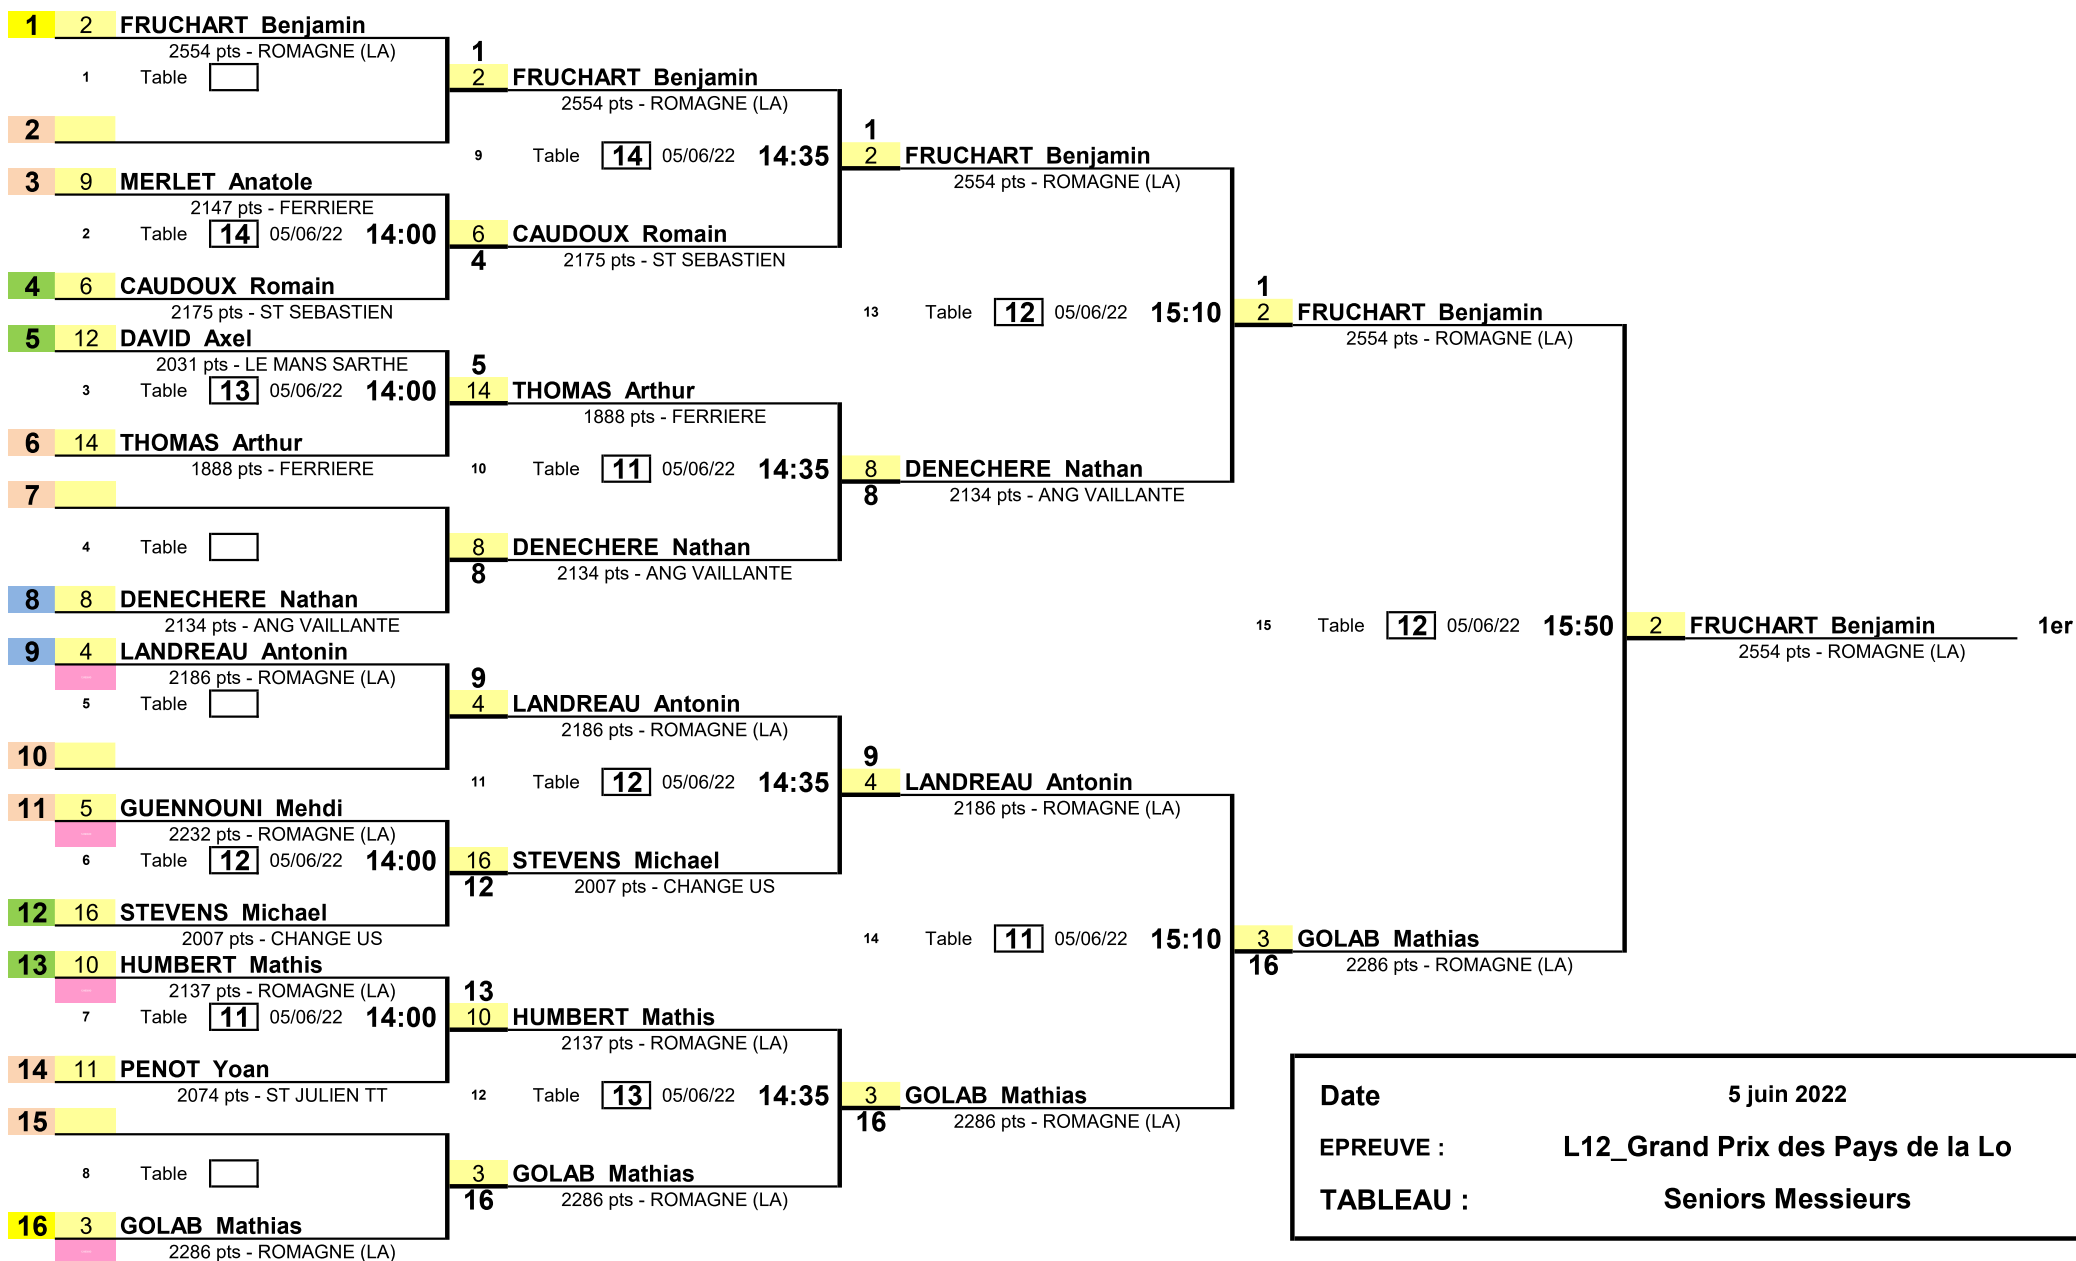 1 2 FRUCHART Benjamin
2554 pts - ROMAGNE (LA)
1 Table
2
3 9 MERLET Anatole
2147 pts - FERRIERE
2 Table 14 05/06/22 14:00
4 6 CAUDOUX Romain
2175 pts - ST SEBASTIEN
5 12 DAVID Axel
2031 pts - LE MANS SARTHE
3 Table 13 05/06/22 14:00
6 14 THOMAS Arthur
1888 pts - FERRIERE
7
4 Table
8 8 DENECHERE Nathan
2134 pts - ANG VAILLANTE
9 4 LANDREAU Antonin
2186 pts - ROMAGNE (LA)
5 Table
10
11 5 GUENNOUNI Mehdi
2232 pts - ROMAGNE (LA)
6 Table 12 05/06/22 14:00
12 16 STEVENS Michael
2007 pts - CHANGE US
13 10 HUMBERT Mathis
2137 pts - ROMAGNE (LA)
7 Table 11 05/06/22 14:00
14 11 PENOT Yoan
2074 pts - ST JULIEN TT
15
8 Table
16 3 GOLAB Mathias
2286 pts - ROMAGNE (LA)
1
2 FRUCHART Benjamin
2554 pts - ROMAGNE (LA)
9 Table 14 05/06/22 14:35
6 CAUDOUX Romain
4 2175 pts - ST SEBASTIEN
5
14 THOMAS Arthur
1888 pts - FERRIERE
10 Table 11 05/06/22 14:35
8 DENECHERE Nathan
8 2134 pts - ANG VAILLANTE
9
4 LANDREAU Antonin
2186 pts - ROMAGNE (LA)
11 Table 12 05/06/22 14:35
16 STEVENS Michael
12 2007 pts - CHANGE US
13
10 HUMBERT Mathis
2137 pts - ROMAGNE (LA)
12 Table 13 05/06/22 14:35
3 GOLAB Mathias
16 2286 pts - ROMAGNE (LA)
1
2 FRUCHART Benjamin
2554 pts - ROMAGNE (LA)
13 Table 12 05/06/22 15:10
8 DENECHERE Nathan
8 2134 pts - ANG VAILLANTE
9
4 LANDREAU Antonin
2186 pts - ROMAGNE (LA)
14 Table 11 05/06/22 15:10
3 GOLAB Mathias
16 2286 pts - ROMAGNE (LA)
1
2 FRUCHART Benjamin
2554 pts - ROMAGNE (LA)
15 Table 12 05/06/22 15:50
3 GOLAB Mathias
16 2286 pts - ROMAGNE (LA)
2 FRUCHART Benjamin 1er
2554 pts - ROMAGNE (LA)
Date 5 juin 2022
EPREUVE : L12_Grand Prix des Pays de la Lo
TABLEAU : Seniors Messieurs